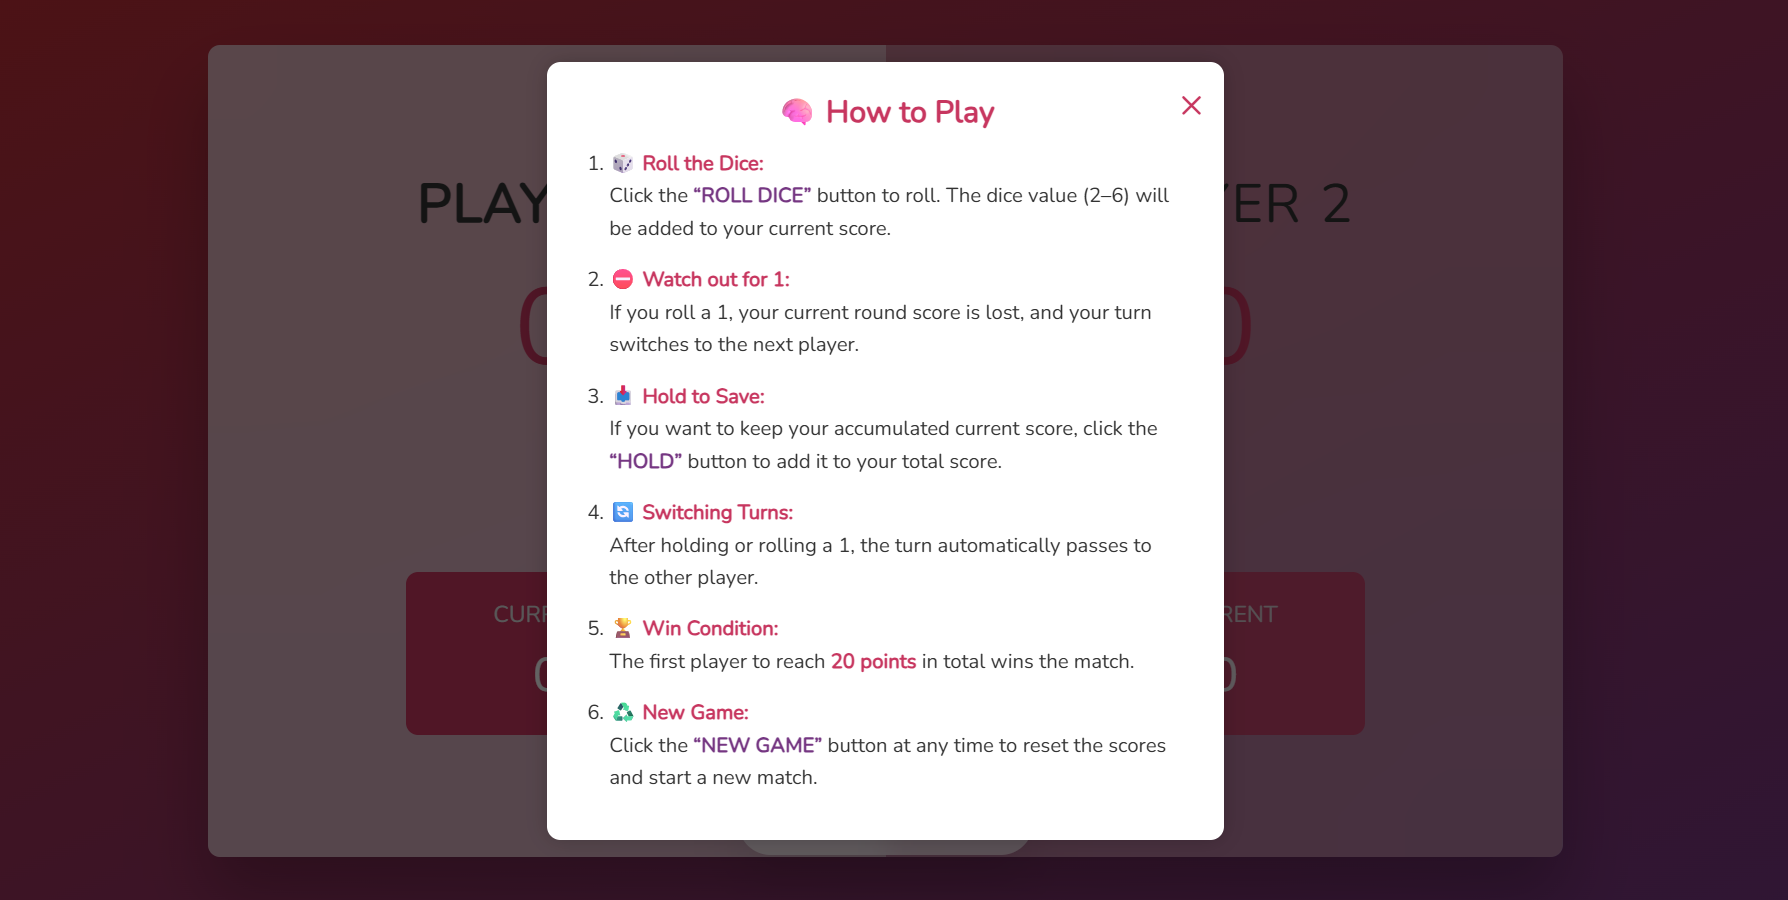 How to Play
1. Roll the Dice:
Click the “ROLL DICE” button to roll. The dice value (2–6) will
be added to your current score.
2. Watch out for 1:
If you roll a 1, your current round score is lost, and your turn
switches to the next player.
3. Hold to Save:
If you want to keep your accumulated current score, click the
“HOLD” button to add it to your total score.
4. Switching Turns:
After holding or rolling a 1, the turn automatically passes to
the other player.
5. Win Condition:
The first player to reach 20 points in total wins the match.
6. New Game:
Click the “NEW GAME” button at any time to reset the scores
and start a new match.
PLAY
YER 2
0
0
CURR
RENT
0
0